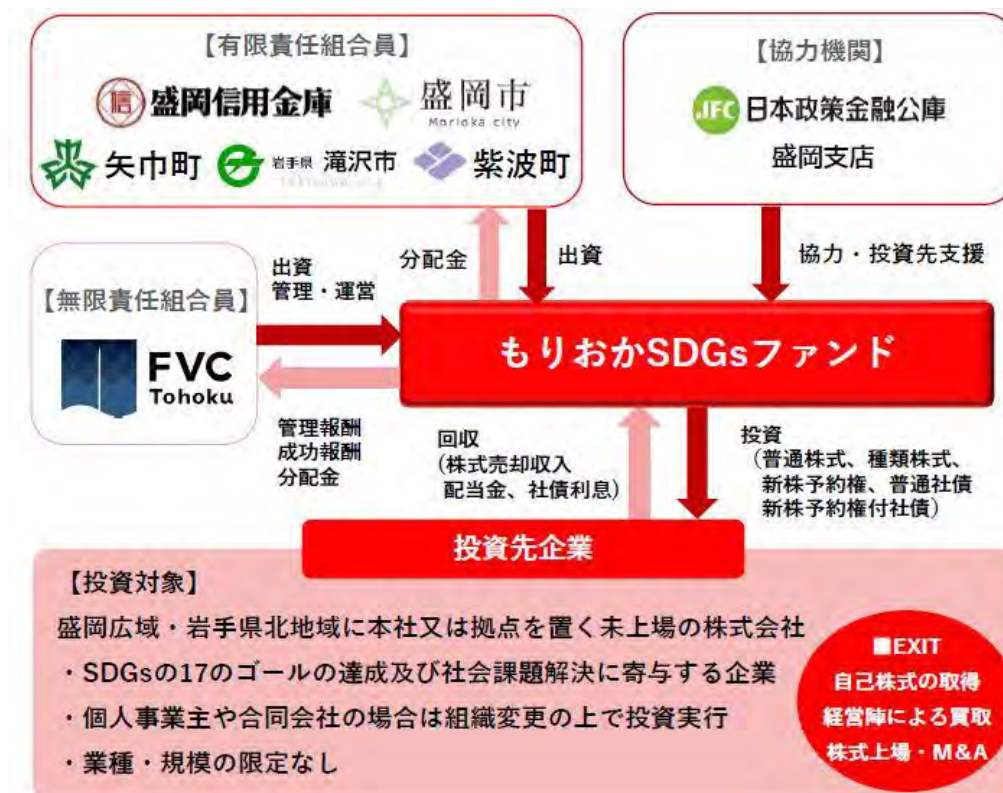 【有限責任組合員】
信 盛岡信用金庫
盛岡市
Morioka city
矢巾町
岩手県 滝沢市
紫波町
【協力機関】
JFC 日本政策金融公庫
盛岡支店
分配金
出資
協力・投資先支援
【無限責任組合員】
FVC
Tohoku
出資
管理・運営
もりおかSDGsファンド
管理報酬
成功報酬
分配金
回収
(株式売却収入
配当金、社債利息)
投資
(普通株式、種類株式、
新株予約権、普通社債
新株予約権付社債)
投資先企業
【投資対象】
盛岡広域・岩手県北地域に本社又は拠点を置く未上場の株式会社
・SDGsの17のゴールの達成及び社会課題解決に寄与する企業
・個人事業主や合同会社の場合は組織変更の上で投資実行
・業種・規模の限定なし
■EXIT
自己株式の取得
経営陣による買取
株式上場・M&A